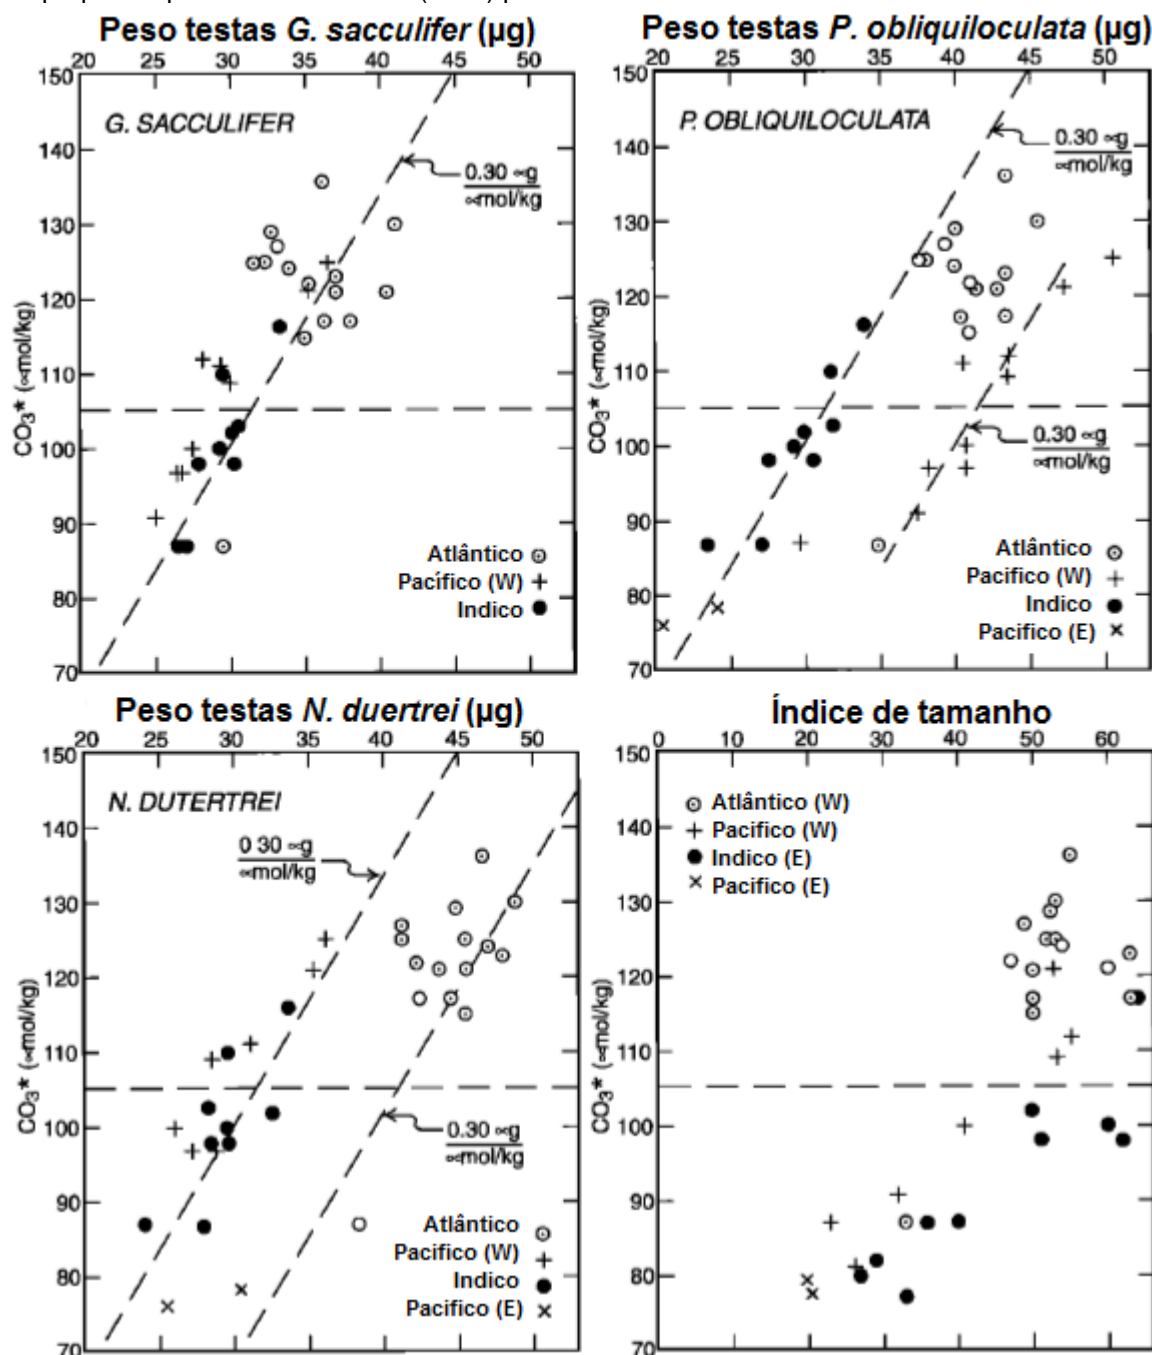 Peso testas G. sacculifer (µg)
20 25 30 35 40 45 50
150
140
130
120
110
100
90
80
70
CO3* (∝mol/kg)
G. SACCULIFER
0.30 ∝g
∝mol/kg
Atlântico
Pacífico (W)
Indico
Peso testas P. obliquiloculata (µg)
20 25 30 35 40 45 50
150
140
130
120
110
100
90
80
70
CO3* (∝mol/kg)
P. OBLIQUILOCULATA
0.30 ∝g
∝mol/kg
0.30 ∝g
∝mol/kg
Atlântico
Pacifico (W)
Indico
Pacifico (E)
Peso testas N. duertrei (µg)
20 25 30 35 40 45 50
150
140
130
120
110
100
90
80
70
CO3* (∝mol/kg)
N. DUTERTREI
0 30 ∝g
∝mol/kg
0.30 ∝g
∝mol/kg
Atlântico
Pacifico (W)
Indico
Pacifico (E)
Índice de tamanho
0 10 20 30 40 50 60
150
140
130
120
110
100
90
80
70
CO3* (∝mol/kg)
Atlântico (W)
Pacifico (W)
Indico (E)
Pacifico (E)